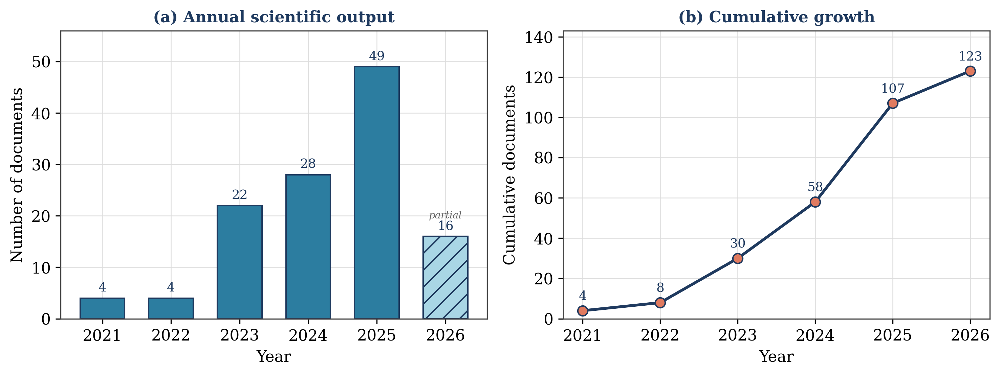 (a) Annual scientific output
Number of documents
50
40
30
20
10
0
4
4
22
28
49
partial
16
2021 2022 2023 2024 2025 2026
Year
(b) Cumulative growth
Cumulative documents
140
120
100
80
60
40
20
0
4
8
30
58
107
123
2021 2022 2023 2024 2025 2026
Year